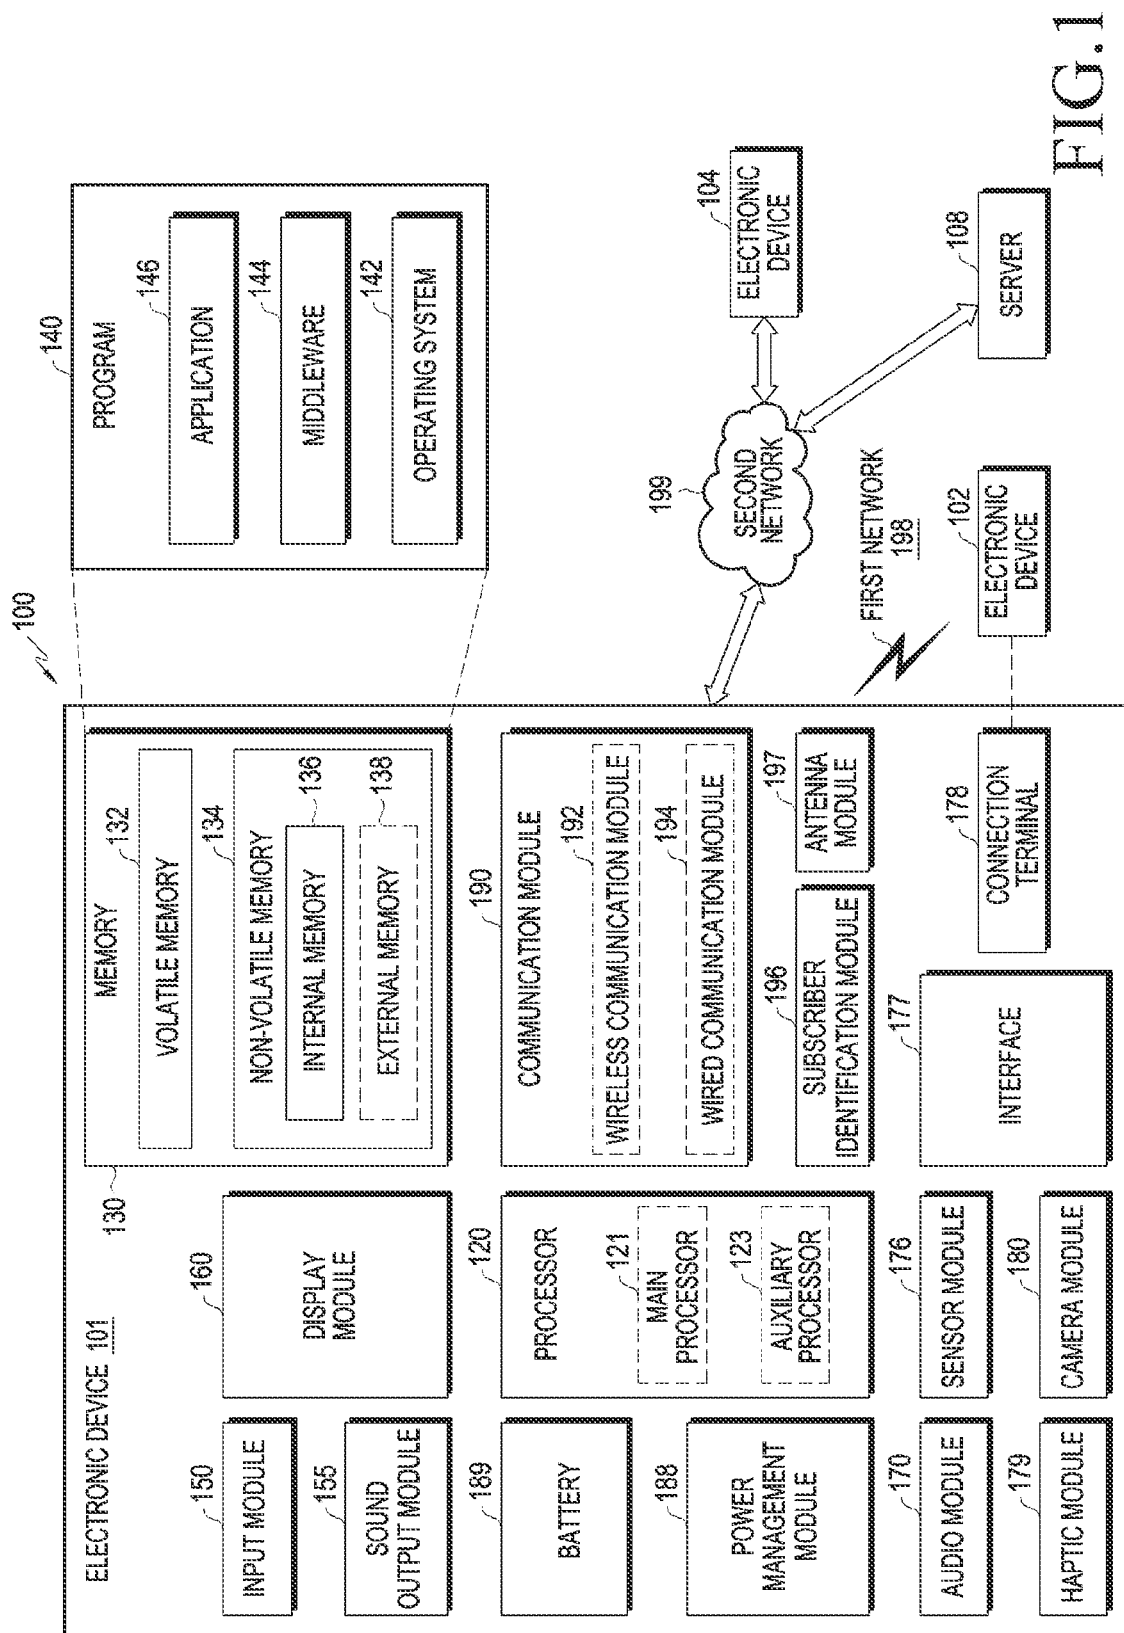 100
ELECTRONIC DEVICE 101
130
MEMORY
132
VOLATILE MEMORY
134
NON-VOLATILE MEMORY
136
INTERNAL MEMORY
138
EXTERNAL MEMORY
140
PROGRAM
146
APPLICATION
144
MIDDLEWARE
142
OPERATING SYSTEM
150
INPUT MODULE
155
SOUND
OUTPUT MODULE
160
DISPLAY
MODULE
189
BATTERY
188
POWER
MANAGEMENT
MODULE
120
PROCESSOR
121
MAIN
PROCESSOR
123
AUXILIARY
PROCESSOR
190
COMMUNICATION MODULE
192
WIRELESS COMMUNICATION MODULE
194
WIRED COMMUNICATION MODULE
196
SUBSCRIBER
IDENTIFICATION MODULE
197
ANTENNA
MODULE
199
SECOND
NETWORK
104
ELECTRONIC
DEVICE
108
SERVER
FIRST NETWORK
198
102
ELECTRONIC
DEVICE
170
AUDIO MODULE
176
SENSOR MODULE
177
INTERFACE
178
CONNECTION
TERMINAL
179
HAPTIC MODULE
180
CAMERA MODULE
FIG.1